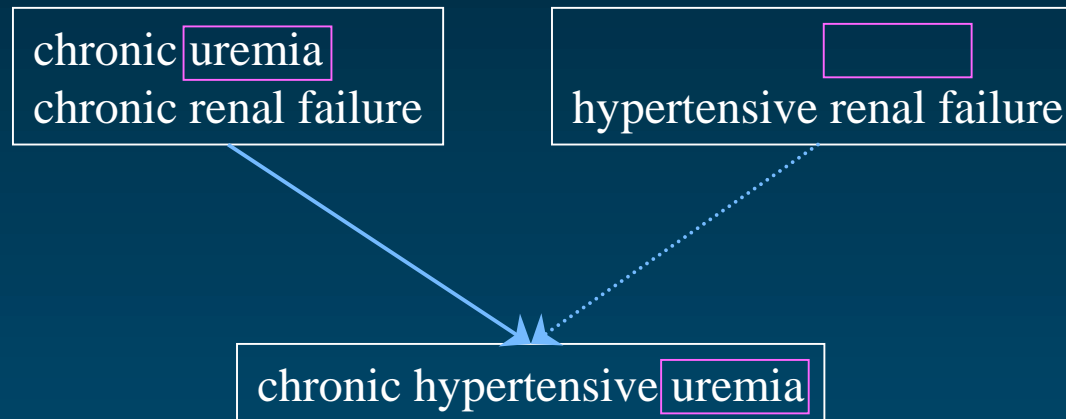 chronic uremia
chronic renal failure
hypertensive renal failure
chronic hypertensive uremia